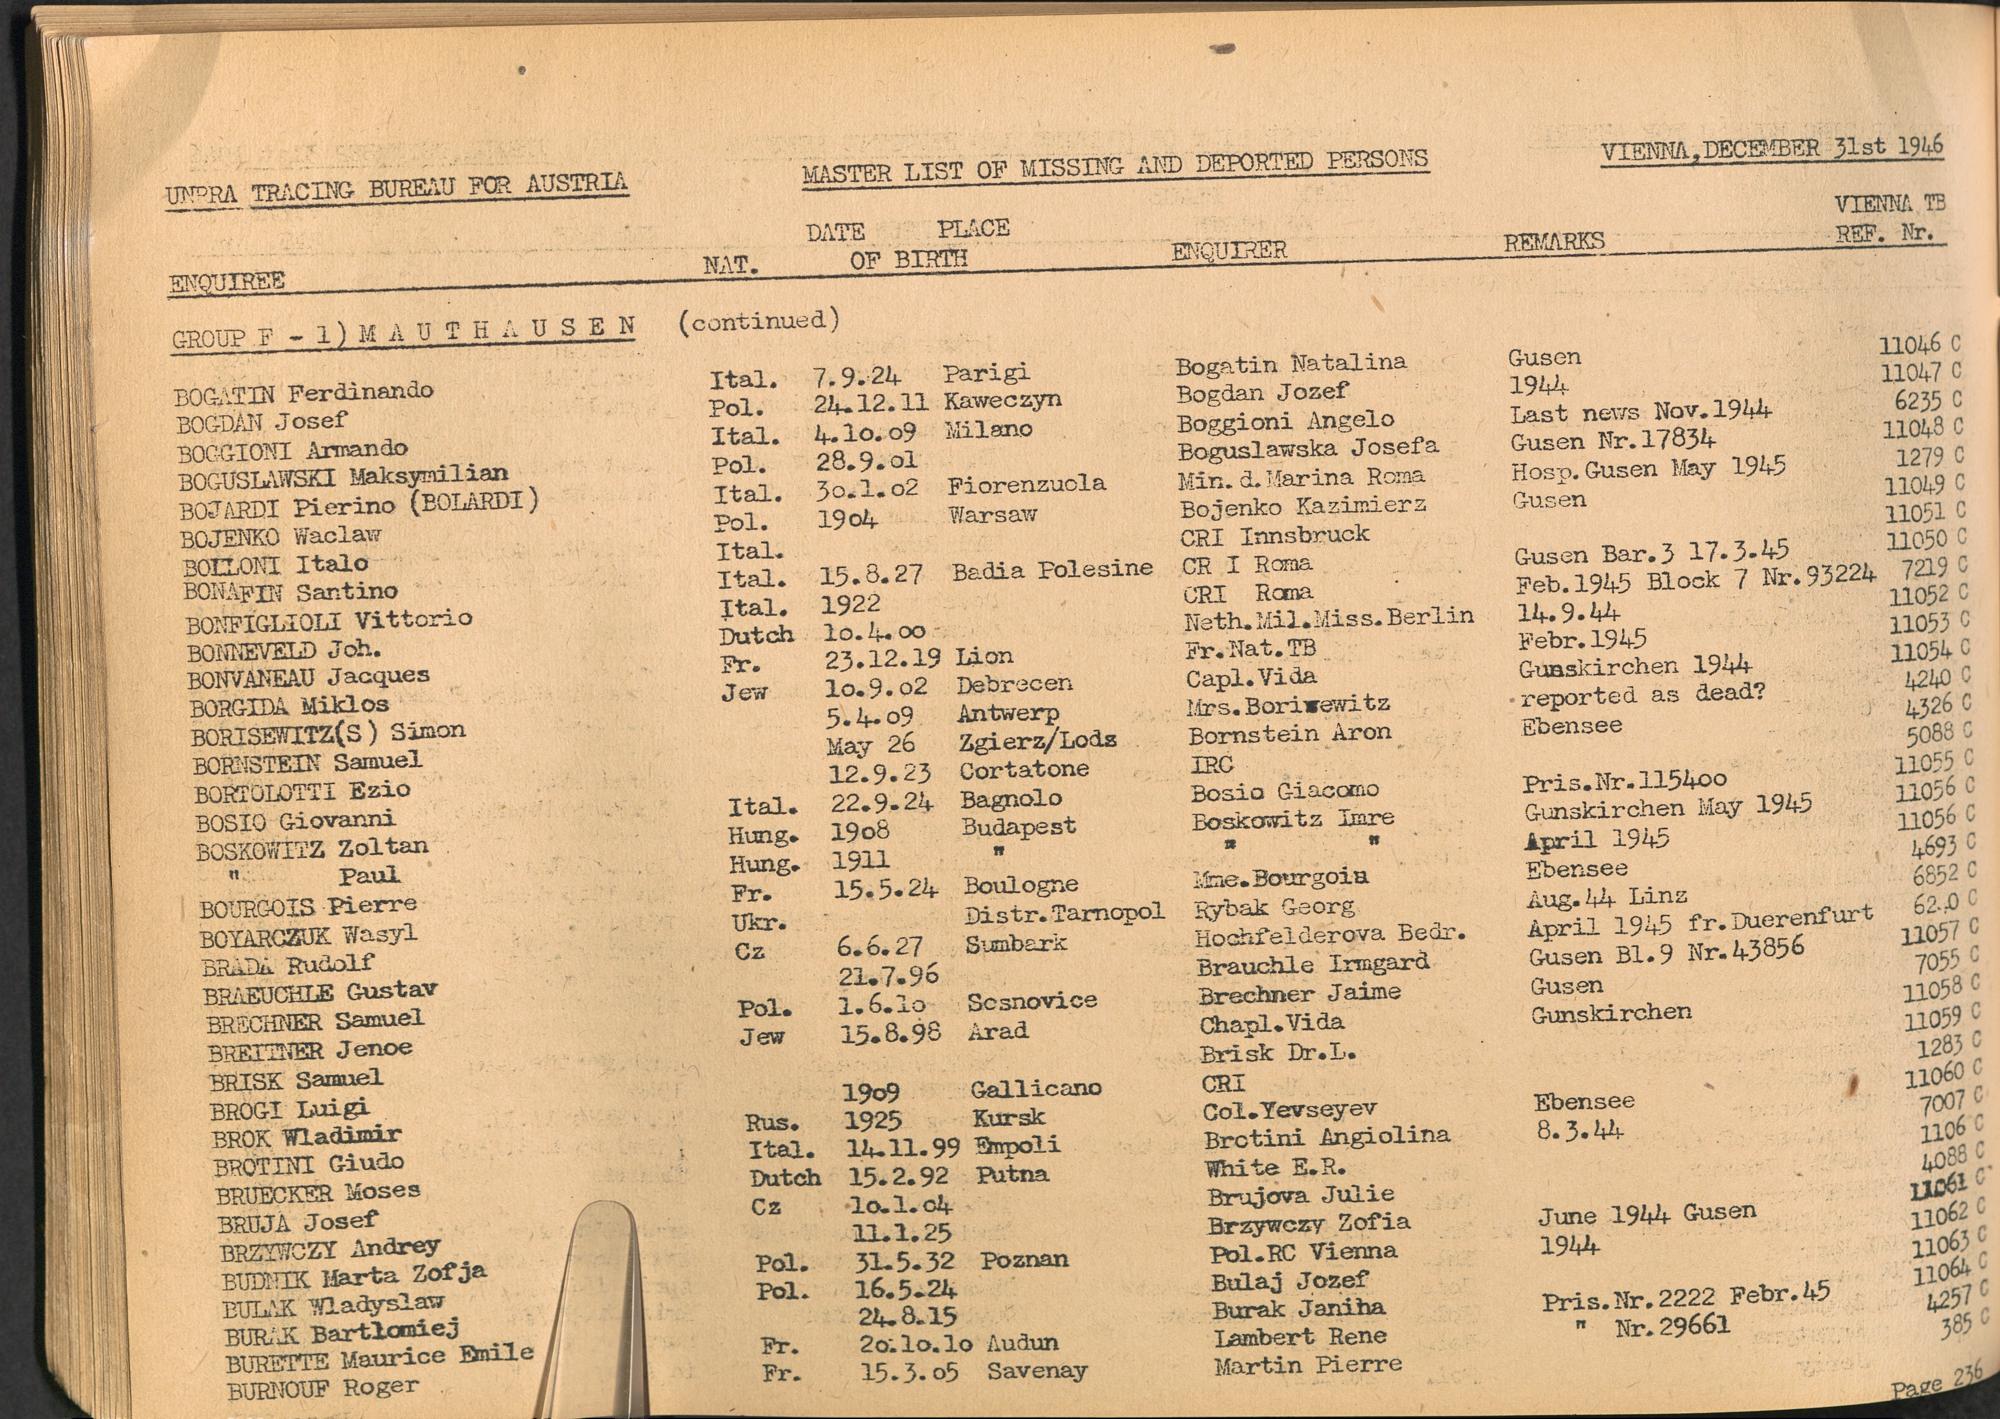 UNRRA TRACING BUREAU FOR AUSTRIA MASTER LIST OF MISSING AND DEPORTED PERSONS VIENNA, DECEMBER 31st 1946
ENQUIREE NAT. DATE PLACE OF BIRTH ENQUIRER REMARKS VIENNA TB REF. Nr.
GROUP F - 1) M A U T H A U S E N (continued)
BOGATIN Ferdinando Ital. 7.9.24 Parigi Bogatin Natalina Gusen 11046 C
BOGDAN Josef Pol. 24.12.11 Kaweczyn Bogdan Jozef 1944 11047 C
BOGGIONI Armando Ital. 4.10.09 Milano Boggioni Angelo Last news Nov.1944 6235 C
BOGUSLAWSKI Maksymilian Pol. 28.9.01 Boguslawska Josefa Gusen Nr.17834 11048 C
BOJARDI Pierino (BOLARDI) Ital. 30.1.02 Fiorenzuola Min.d.Marina Roma Hosp.Gusen May 1945 1279 C
BOJENKO Waclaw Pol. 1904 Warsaw Bojenko Kazimierz Gusen 11049 C
BOLLONI Italo Ital. CRI Innsbruck 11051 C
BONAFIN Santino Ital. 15.8.27 Badia Polesine CR I Roma Gusen Bar.3 17.3.45 11050 C
BONFIGLIOLI Vittorio Ital. 1922 CRI Roma Feb.1945 Block 7 Nr.93224 7219 C
BONNEVELD Joh. Dutch 10.4.00 Neth.Mil.Miss.Berlin 14.9.44 11052 C
BONVANEAU Jacques Fr. 23.12.19 Lion Fr.Nat.TB Febr.1945 11053 C
BORGIDA Miklos Jew 10.9.02 Debrecen Capl.Vida Gunskirchen 1944 11054 C
BORISEWITZ(S) Simon 5.4.09 Antwerp Mrs.Borisewitz reported as dead? 4240 C
BORNSTEIN Samuel May 26 Zgierz/Lodz Bornstein Aron Ebensee 4326 C
BORTOLOTTI Ezio 12.9.23 Cortatone IRC 5088 C
BOSIO Giovanni Ital. 22.9.24 Bagnolo Bosio Giacomo Pris.Nr.115400 11055 C
BOSKOWITZ Zoltan Hung. 1908 Budapest Boskowitz Imre Gunskirchen May 1945 11056 C
" Paul Hung. 1911 " " " April 1945 11056 C
BOURGOIS Pierre Fr. 15.5.24 Boulogne Mme.Bourgois Ebensee 4693 C
BOYARCZUK Wasyl Ukr. Distr.Tarnopol Rybak Georg Aug.44 Linz 6852 C
BRADA Rudolf Cz 6.6.27 Sumbark Hochfelderova Bedr. April 1945 fr.Duerenfurt C
BRAEUCHLE Gustav 21.7.96 Brauchle Irmgard Gusen Bl.9 Nr.43856 11057 C
BRECHNER Samuel Pol. 1.6.10 Sosnovice Brechner Jaime Gusen 7055 C
BREITNER Jenoe Jew 15.8.98 Arad Chapl.Vida Gunskirchen 11058 C
BRISK Samuel Brisk Dr.L. 11059 C
BROGI Luigi 1909 Gallicano CRI 1283 C
BROK Wladimir Rus. 1925 Kursk Col.Yevseyev Ebensee 11060 C
BROTINI Giudo Ital. 14.11.99 Empoli Brotini Angiolina 8.3.44 7007 C
BRUECKER Moses Dutch 15.2.92 Putna White E.R. 1106 C
BRUJA Josef Cz 10.1.04 Brujova Julie 4088 C
BRZYWCZY Andrey 11.1.25 Brzywczy Zofia June 1944 Gusen 11061 C
BUDNIK Marta Zofja Pol. 31.5.32 Poznan Pol.RC Vienna 1944 11062 C
BULAK Wladyslaw Pol. 16.5.24 Bulaj Jozef 11063 C
BURAK Bartlomiej 24.8.15 Burak Janina Pris.Nr.2222 Febr.45 11064 C
BURETTE Maurice Emile Fr. 20.10.10 Audun Lambert Rene " Nr.29661 4257 C
BURNOUF Roger Fr. 15.3.05 Savenay Martin Pierre 385 C
Page 236